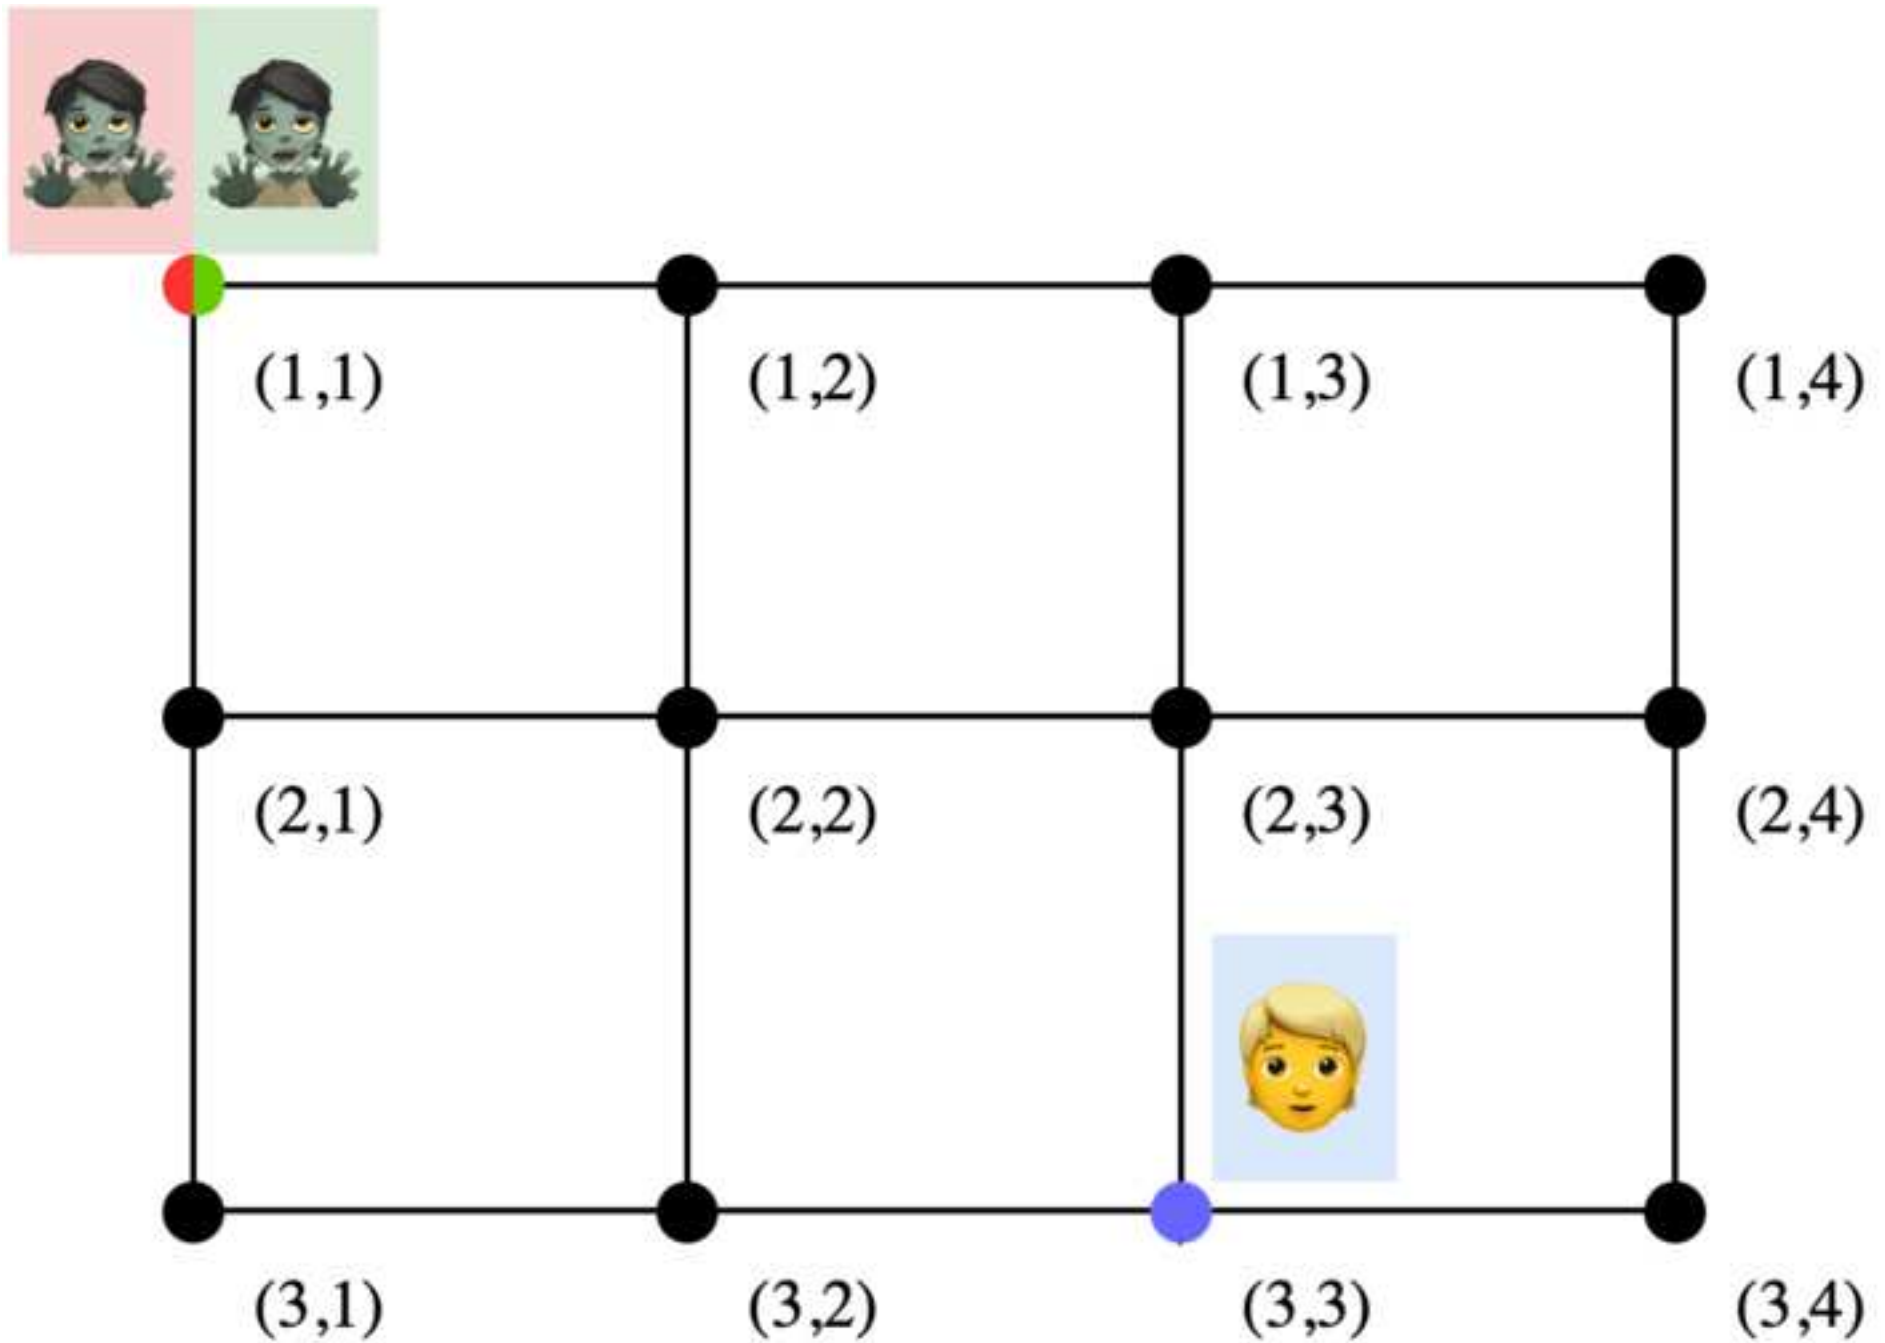 (1,1) (1,2) (1,3) (1,4)
(2,1) (2,2) (2,3) (2,4)
(3,1) (3,2) (3,3) (3,4)